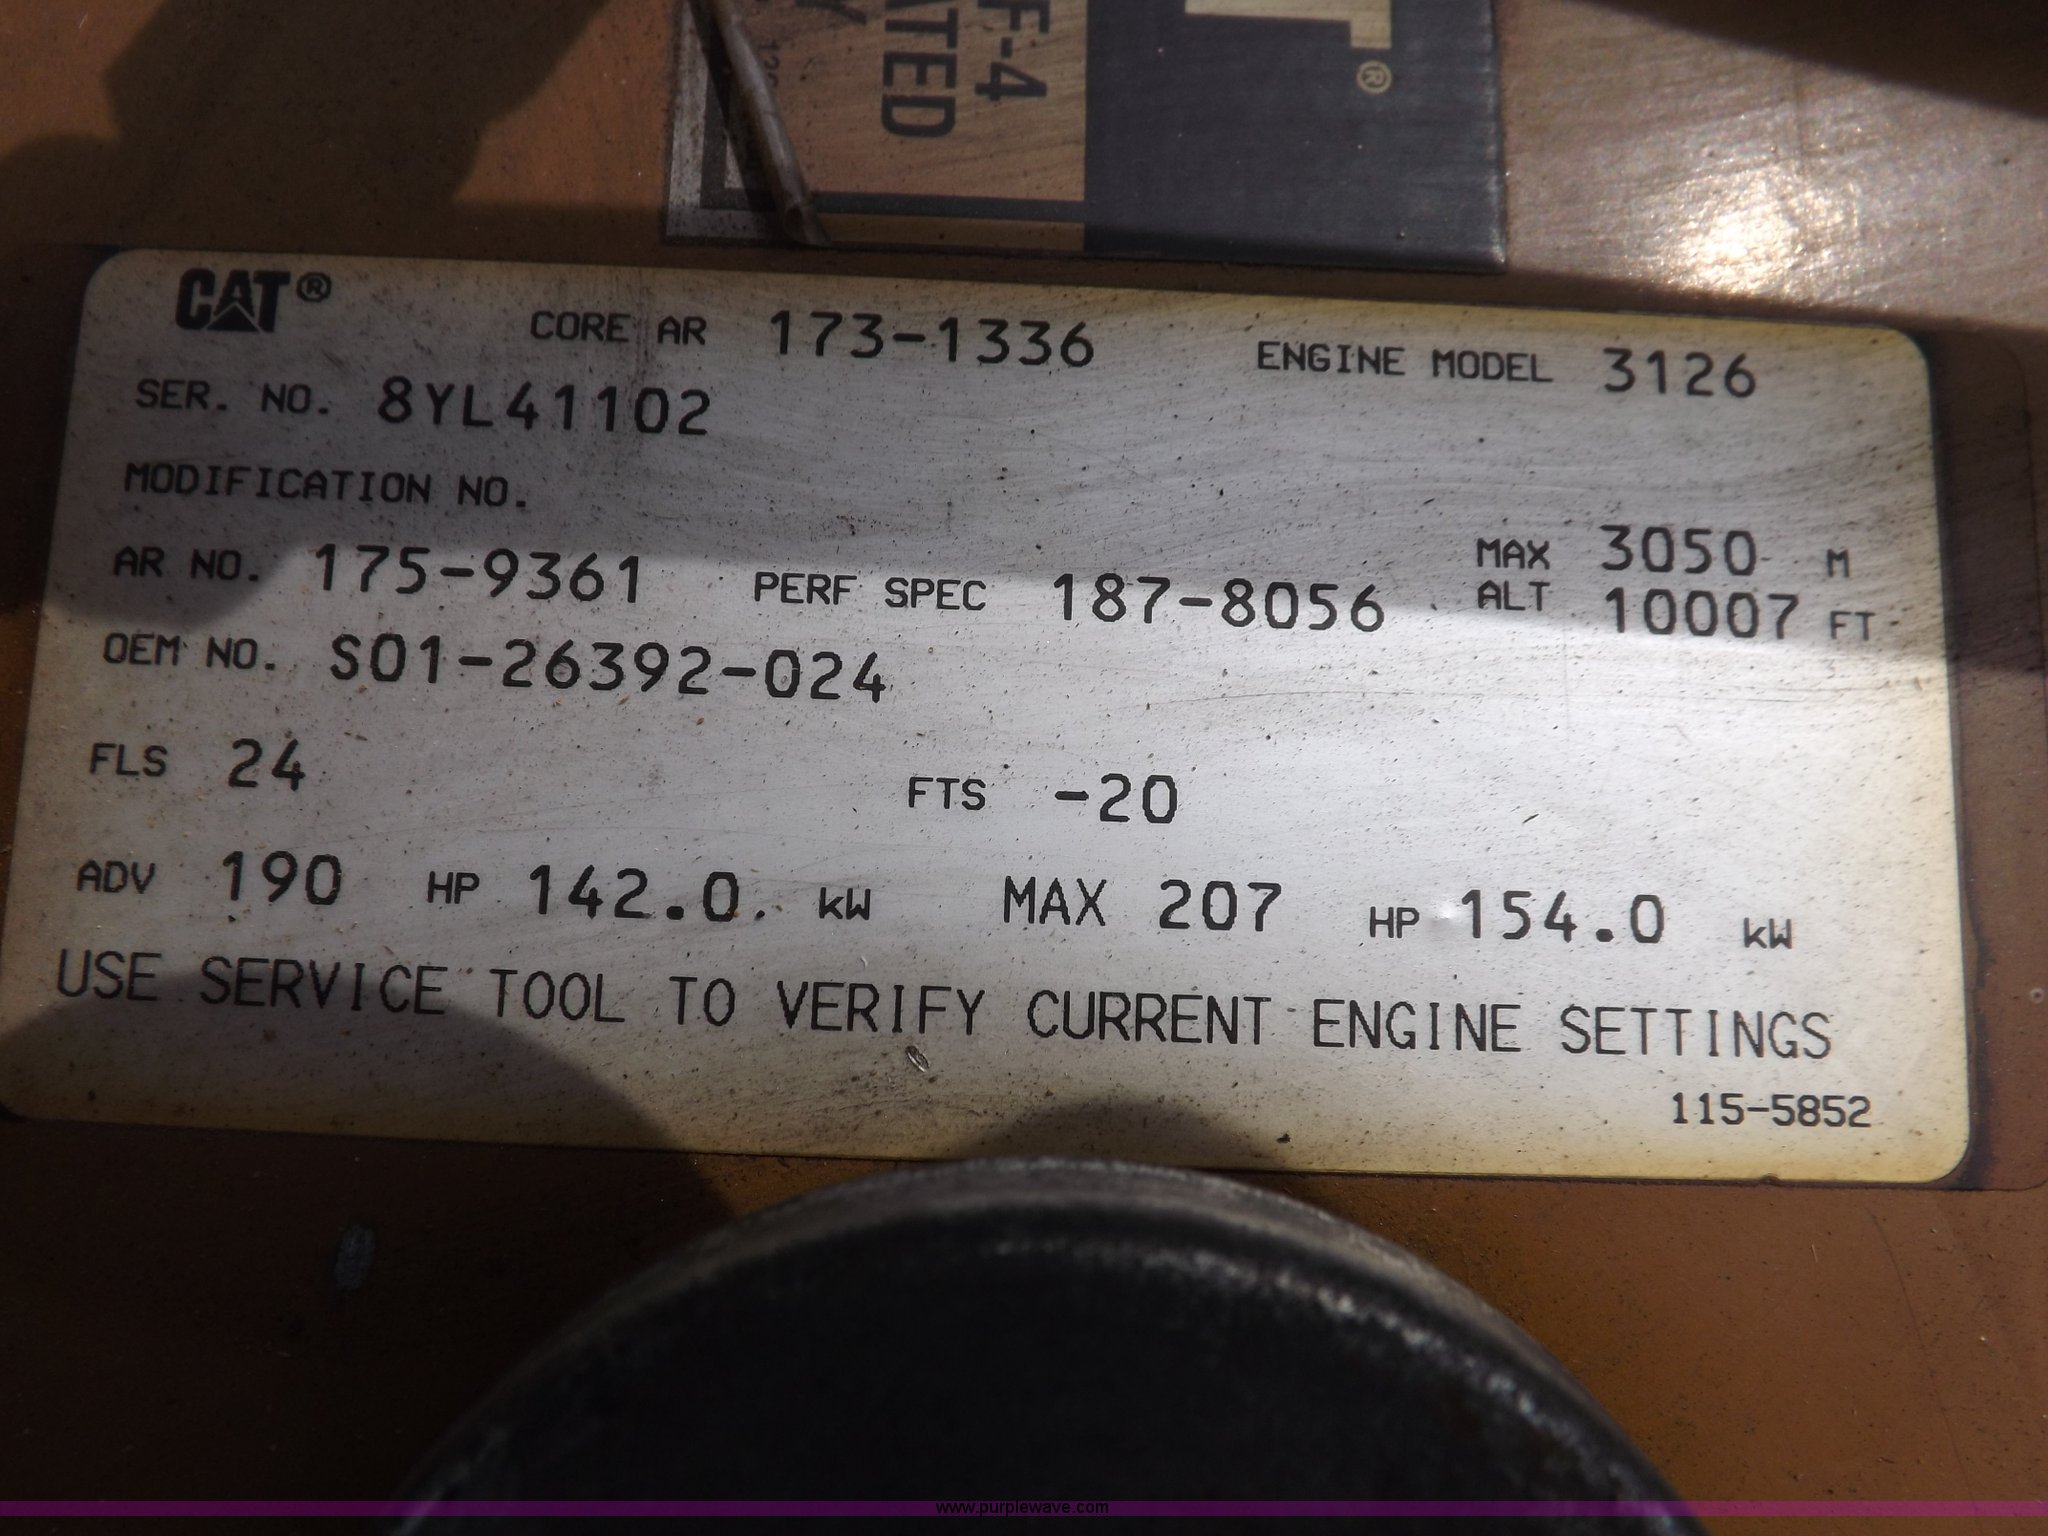 F-4
ATED
CAT®
CORE AR 173-1336 ENGINE MODEL 3126
SER. NO. 8YL41102
MODIFICATION NO.
AR NO. 175-9361 PERF SPEC 187-8056 MAX ALT 3050 M 10007 FT
OEM NO. S01-26392-024
FLS 24 FTS -20
ADV 190 HP 142.0 kW MAX 207 HP 154.0 kW
USE SERVICE TOOL TO VERIFY CURRENT ENGINE SETTINGS
115-5852
www.purplewave.com